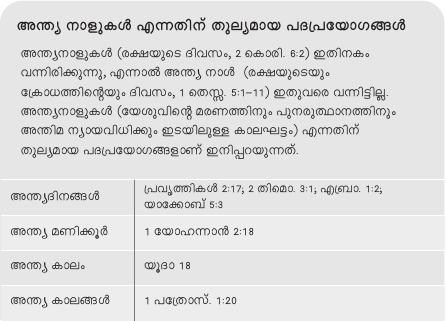 അന്ത്യ നാളുകൾ എന്നതിന് തുല്യമായ പദപ്രയോഗങ്ങൾ
അന്ത്യനാളുകൾ (രക്ഷയുടെ ദിവസം, 2 കൊരി. 6:2) ഇതിനകം
വന്നിരിക്കുന്നു, എന്നാൽ അന്ത്യ നാൾ (രക്ഷയുടെയും
ക്രോധത്തിന്റെയും ദിവസം, 1 തെസ്സ. 5:1–11) ഇതുവരെ വന്നിട്ടില്ല.
അന്ത്യനാളുകൾ (യേശുവിന്റെ മരണത്തിനും പുനരുത്ഥാനത്തിനും
അന്തിമ ന്യായവിധിക്കും ഇടയിലുള്ള കാലഘട്ടം) എന്നതിന്
തുല്യമായ പദപ്രയോഗങ്ങളാണ് ഇനിപ്പറയുന്നത്.
അന്ത്യദിനങ്ങൾ പ്രവൃത്തികൾ 2:17; 2 തിമൊ. 3:1; എബ്രാ. 1:2;
യാക്കോബ് 5:3
അന്ത്യ മണിക്കൂർ 1 യോഹന്നാൻ 2:18
അന്ത്യ കാലം യൂദാ 18
അന്ത്യ കാലങ്ങൾ 1 പത്രോസ്. 1:20